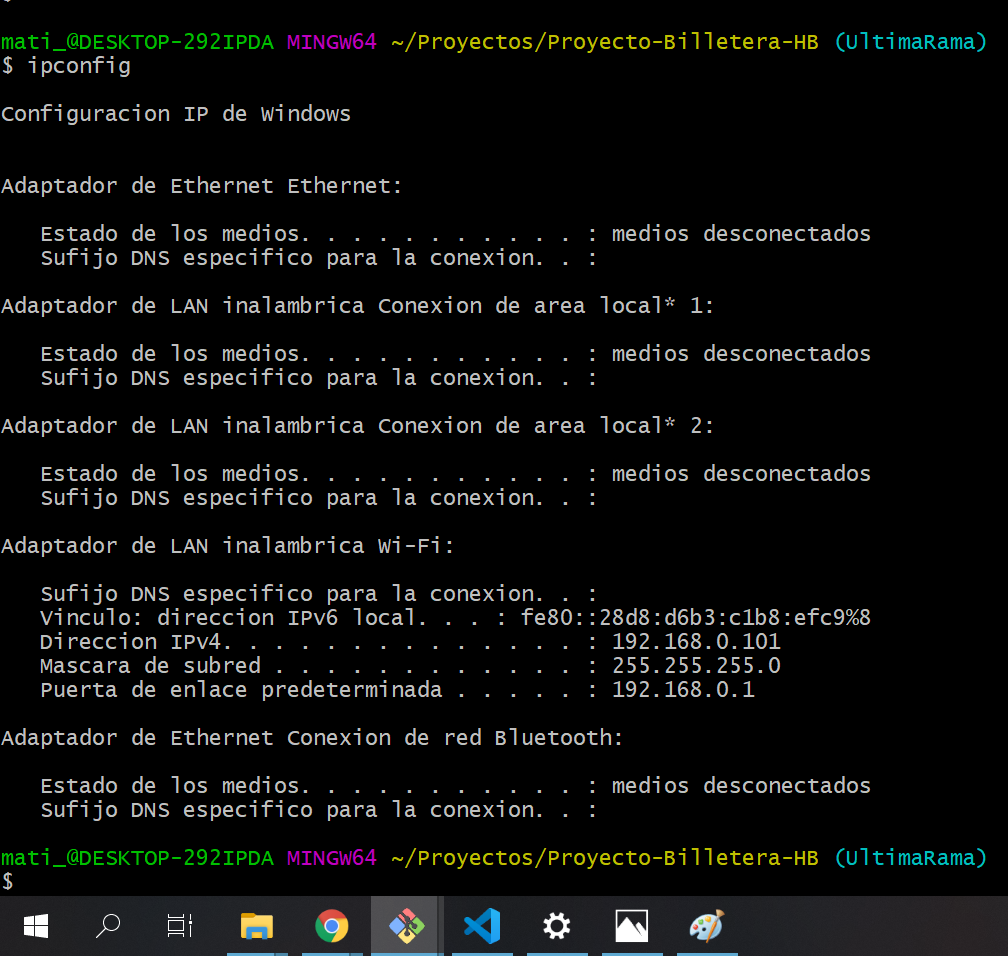 mati_@DESKTOP-292IPDA MINGW64 ~/Proyectos/Proyecto-Billetera-HB (UltimaRama)
$ ipconfig
Configuracion IP de Windows
Adaptador de Ethernet Ethernet:
Estado de los medios. . . . . . . . . . . : medios desconectados
Sufijo DNS especifico para la conexion. . :
Adaptador de LAN inalambrica Conexion de area local* 1:
Estado de los medios. . . . . . . . . . . : medios desconectados
Sufijo DNS especifico para la conexion. . :
Adaptador de LAN inalambrica Conexion de area local* 2:
Estado de los medios. . . . . . . . . . . : medios desconectados
Sufijo DNS especifico para la conexion. . :
Adaptador de LAN inalambrica Wi-Fi:
Sufijo DNS especifico para la conexion. . :
Vinculo: direccion IPv6 local. . . : fe80::28d8:d6b3:c1b8:efc9%8
Direccion IPv4. . . . . . . . . . . . . . : 192.168.0.101
Mascara de subred . . . . . . . . . . . . : 255.255.255.0
Puerta de enlace predeterminada . . . . . : 192.168.0.1
Adaptador de Ethernet Conexion de red Bluetooth:
Estado de los medios. . . . . . . . . . . : medios desconectados
Sufijo DNS especifico para la conexion. . :
mati_@DESKTOP-292IPDA MINGW64 ~/Proyectos/Proyecto-Billetera-HB (UltimaRama)
$